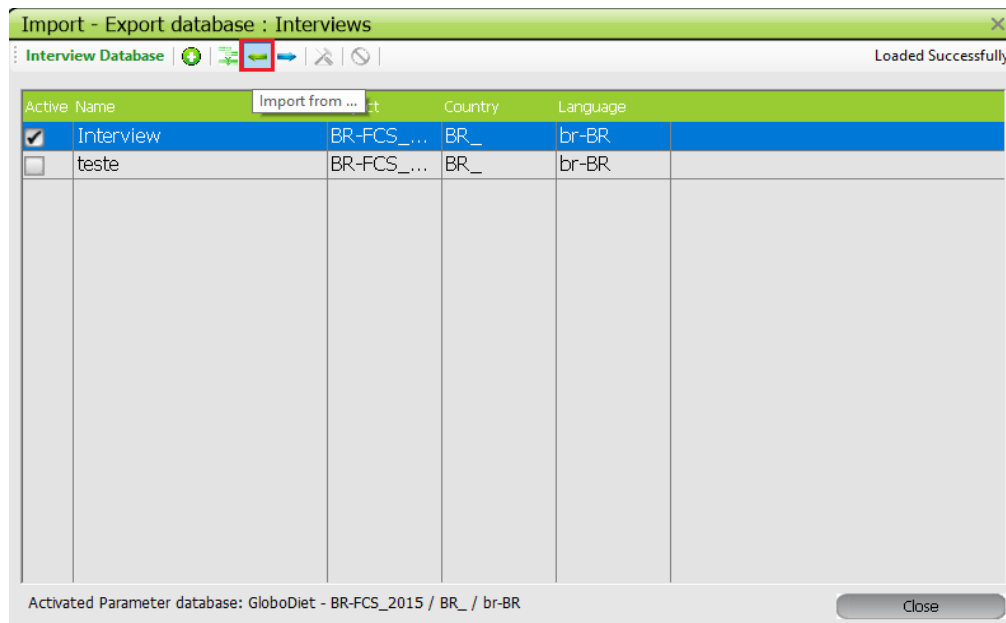 Import - Export database : Interviews
Interview Database Loaded Successfully
Import from ...
Active Name ct Country Language
Interview BR-FCS_... BR_ br-BR
teste BR-FCS_... BR_ br-BR
Activated Parameter database: GloboDiet - BR-FCS_2015 / BR_ / br-BR
Close